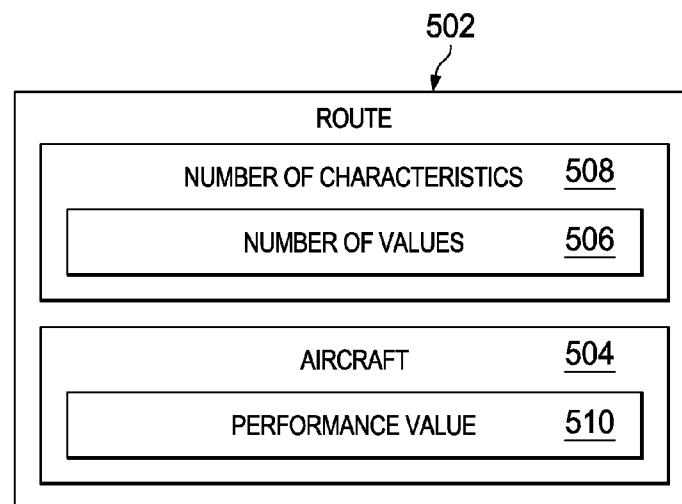 502
ROUTE
NUMBER OF CHARACTERISTICS 508
NUMBER OF VALUES 506
AIRCRAFT 504
PERFORMANCE VALUE 510